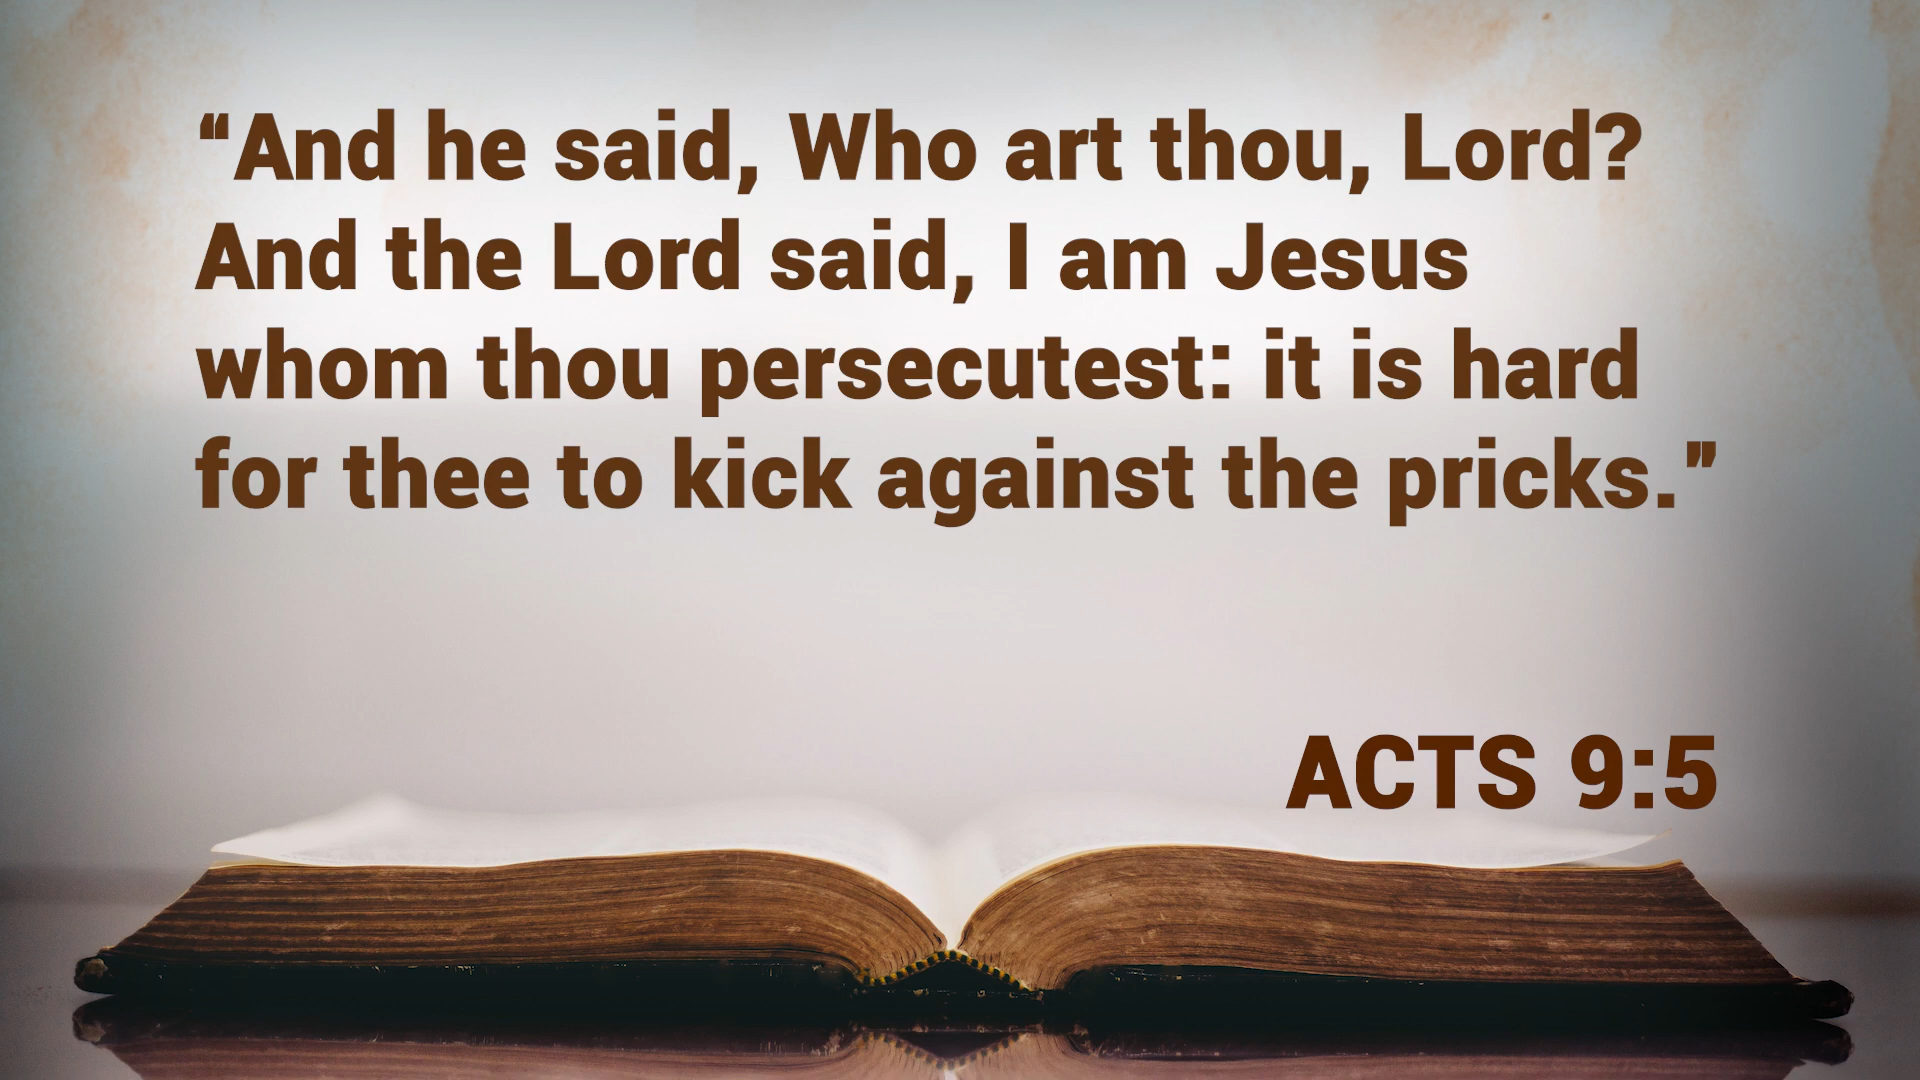 “And he said, Who art thou, Lord?
And the Lord said, I am Jesus
whom thou persecutest: it is hard
for thee to kick against the pricks.”
ACTS 9:5